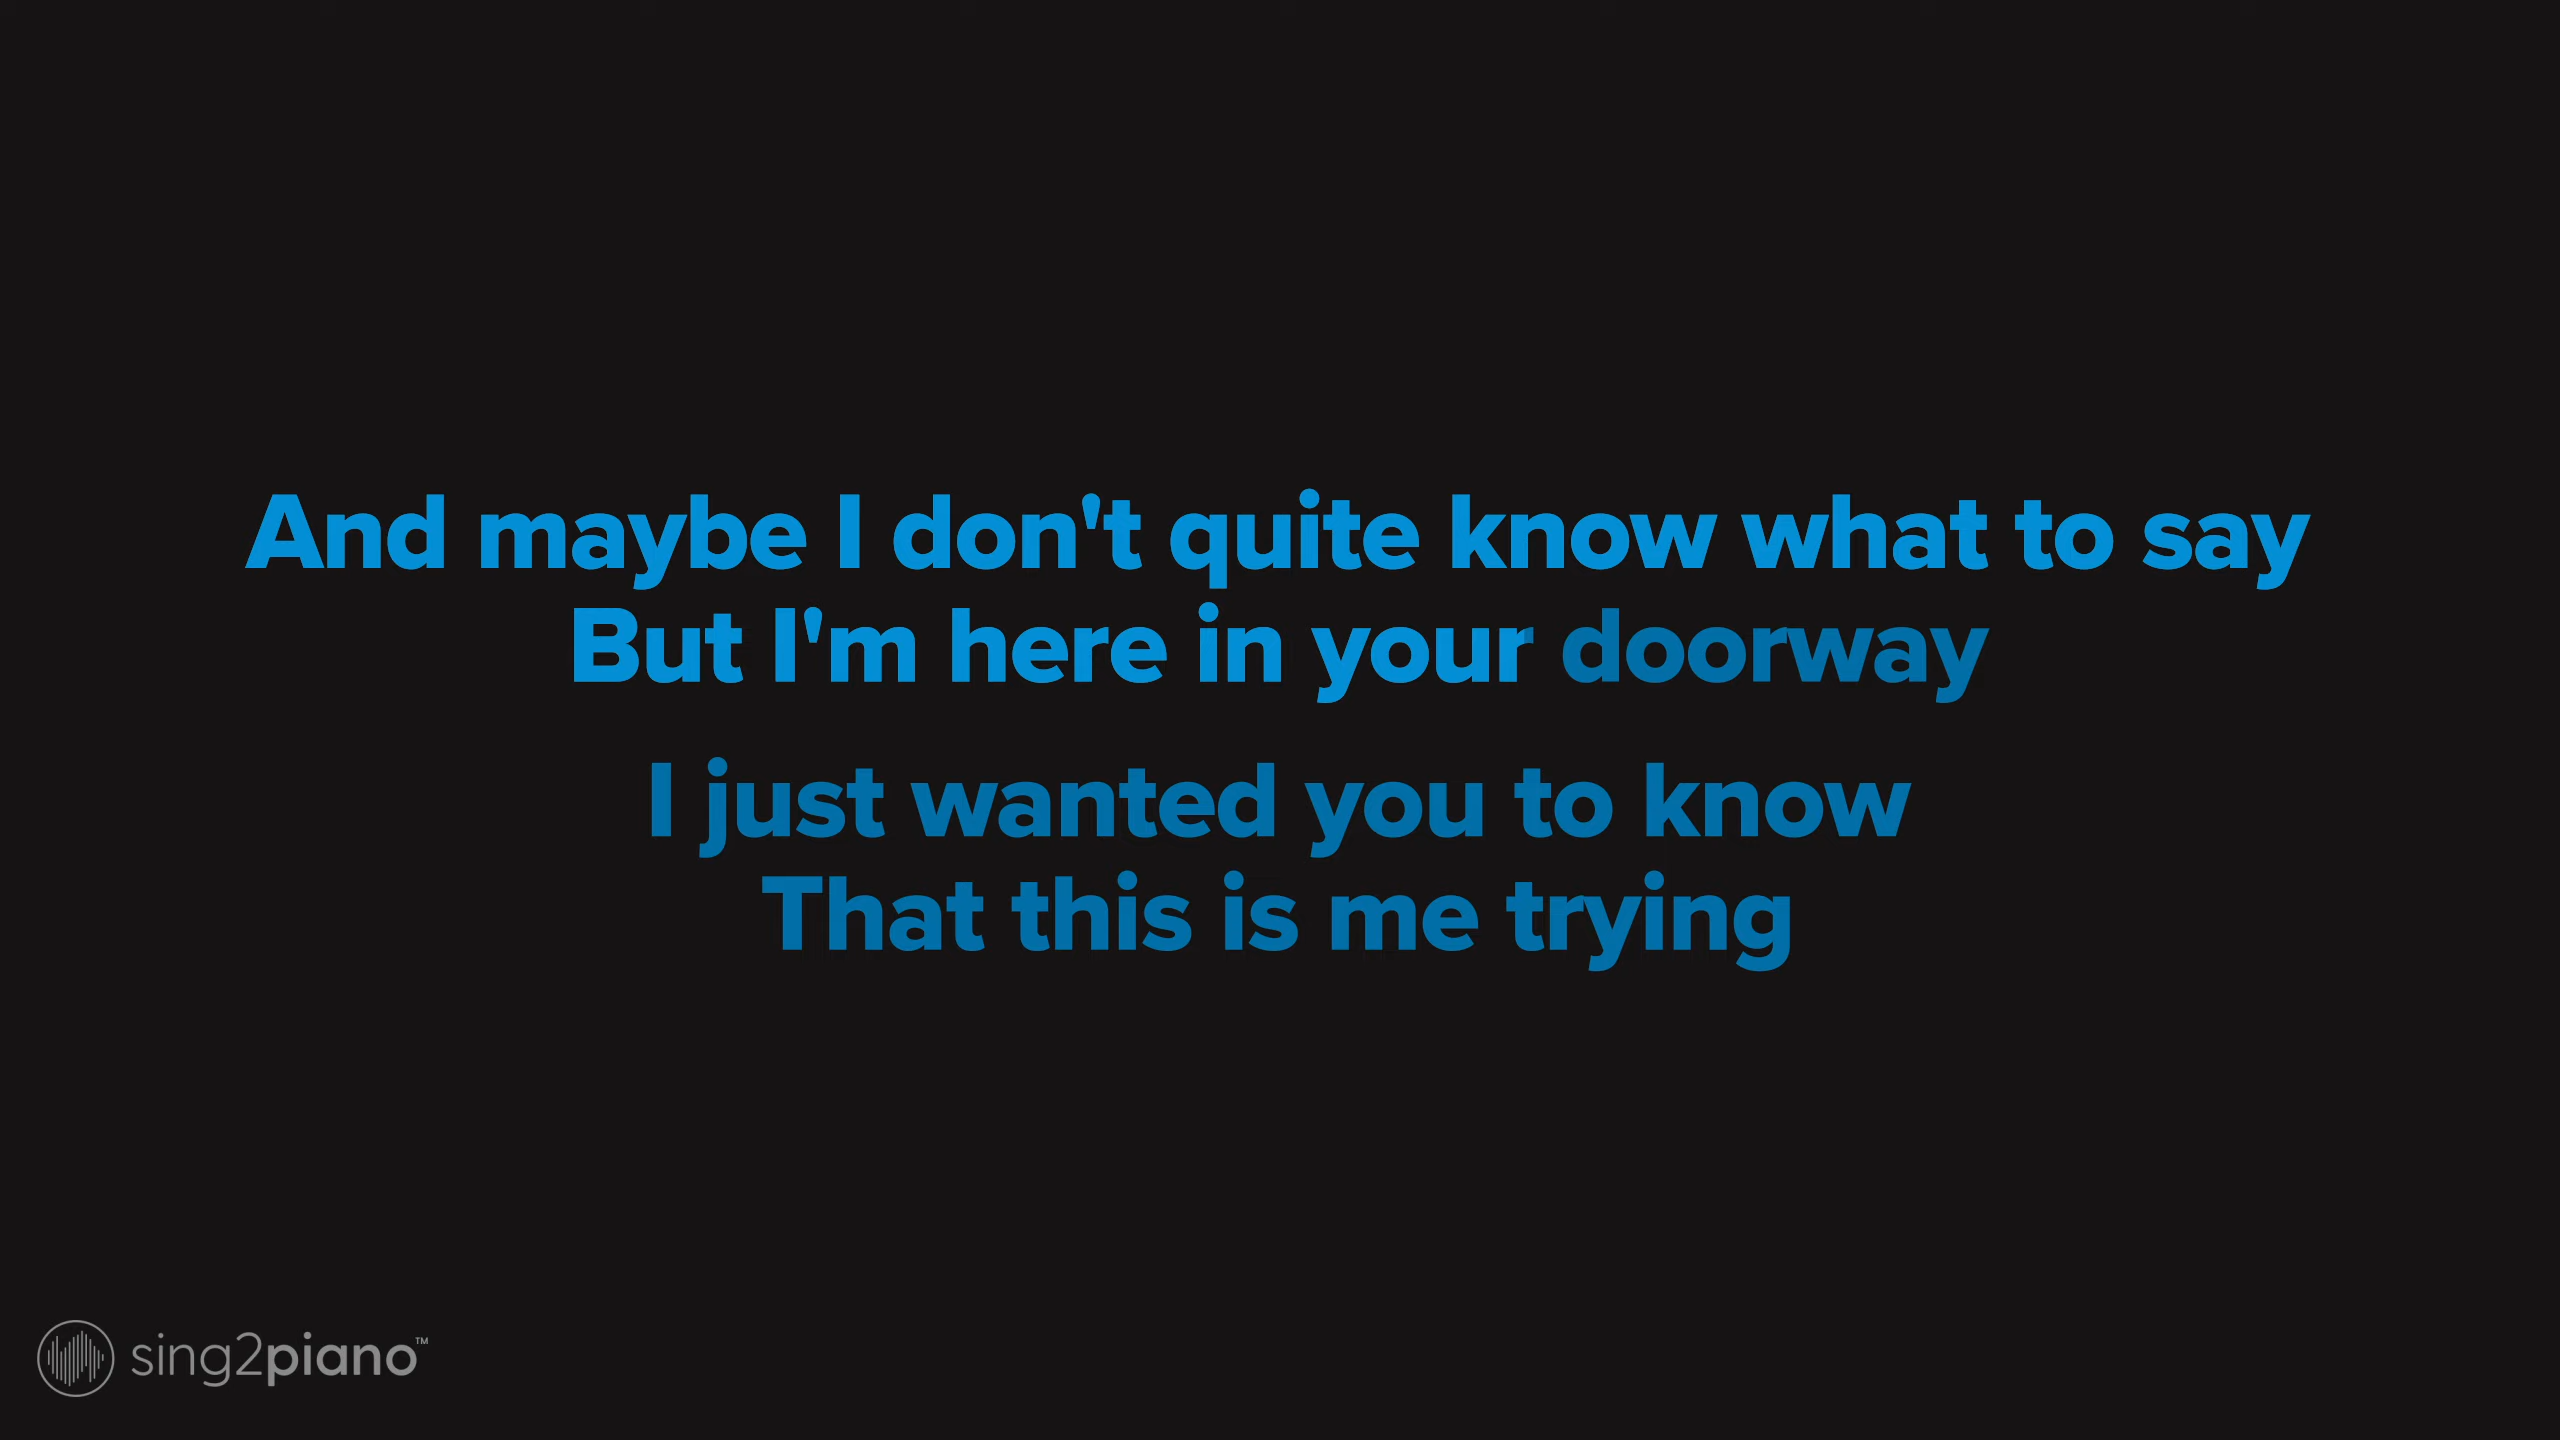 And maybe I don't quite know what to say
But I'm here in your doorway
I just wanted you to know
That this is me trying
sing2piano™